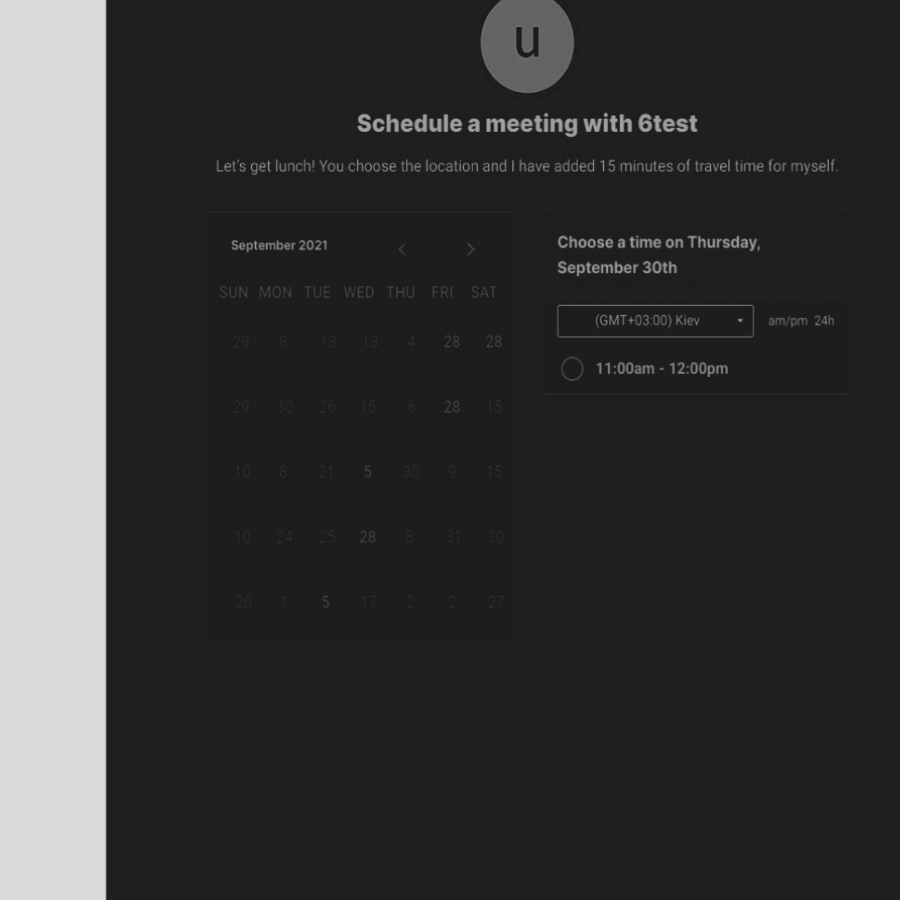 u
Schedule a meeting with 6test
Let's get lunch! You choose the location and I have added 15 minutes of travel time for myself.
September 2021
SUN MON TUE WED THU FRI SAT
29 8 13 13 4 28 28
29 30 26 15 6 28 15
10 8 21 5 30 9 15
10 24 25 28 8 31 30
20 1 5 17 2 2 27
Choose a time on Thursday,
September 30th
(GMT+03:00) Kiev am/pm 24h
11:00am - 12:00pm